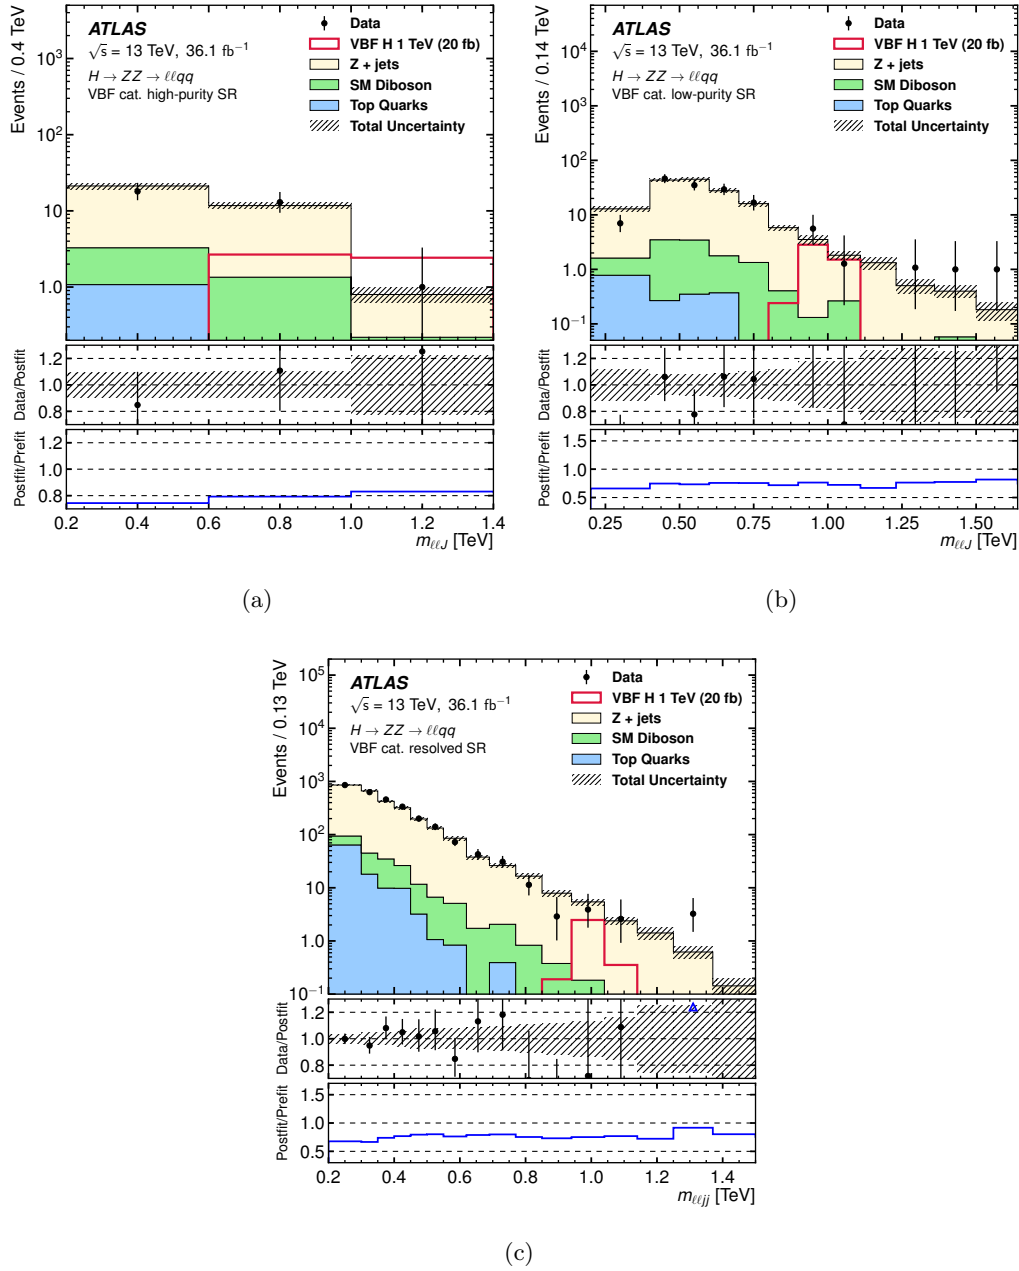 ATLAS
√s = 13 TeV, 36.1 fb⁻¹
H → ZZ → ℓℓqq
VBF cat. high-purity SR
Data
VBF H 1 TeV (20 fb)
Z + jets
SM Diboson
Top Quarks
Total Uncertainty
Events / 0.4 TeV
10³
10²
10
1.0
Data/Postfit
1.2
1.0
0.8
Postfit/Prefit
1.2
1.0
0.8
0.2 0.4 0.6 0.8 1.0 1.2 1.4
m_ℓℓJ [TeV]
(a)
ATLAS
√s = 13 TeV, 36.1 fb⁻¹
H → ZZ → ℓℓqq
VBF cat. low-purity SR
Data
VBF H 1 TeV (20 fb)
Z + jets
SM Diboson
Top Quarks
Total Uncertainty
Events / 0.14 TeV
10⁴
10³
10²
10
1.0
10⁻¹
Data/Postfit
1.2
1.0
0.8
Postfit/Prefit
1.5
1.0
0.5
0.25 0.50 0.75 1.00 1.25 1.50
m_ℓℓJ [TeV]
(b)
ATLAS
√s = 13 TeV, 36.1 fb⁻¹
H → ZZ → ℓℓqq
VBF cat. resolved SR
Data
VBF H 1 TeV (20 fb)
Z + jets
SM Diboson
Top Quarks
Total Uncertainty
Events / 0.13 TeV
10⁵
10⁴
10³
10²
10
1.0
10⁻¹
Data/Postfit
1.2
1.0
0.8
Postfit/Prefit
1.5
1.0
0.5
0.2 0.4 0.6 0.8 1.0 1.2 1.4
m_ℓℓjj [TeV]
(c)